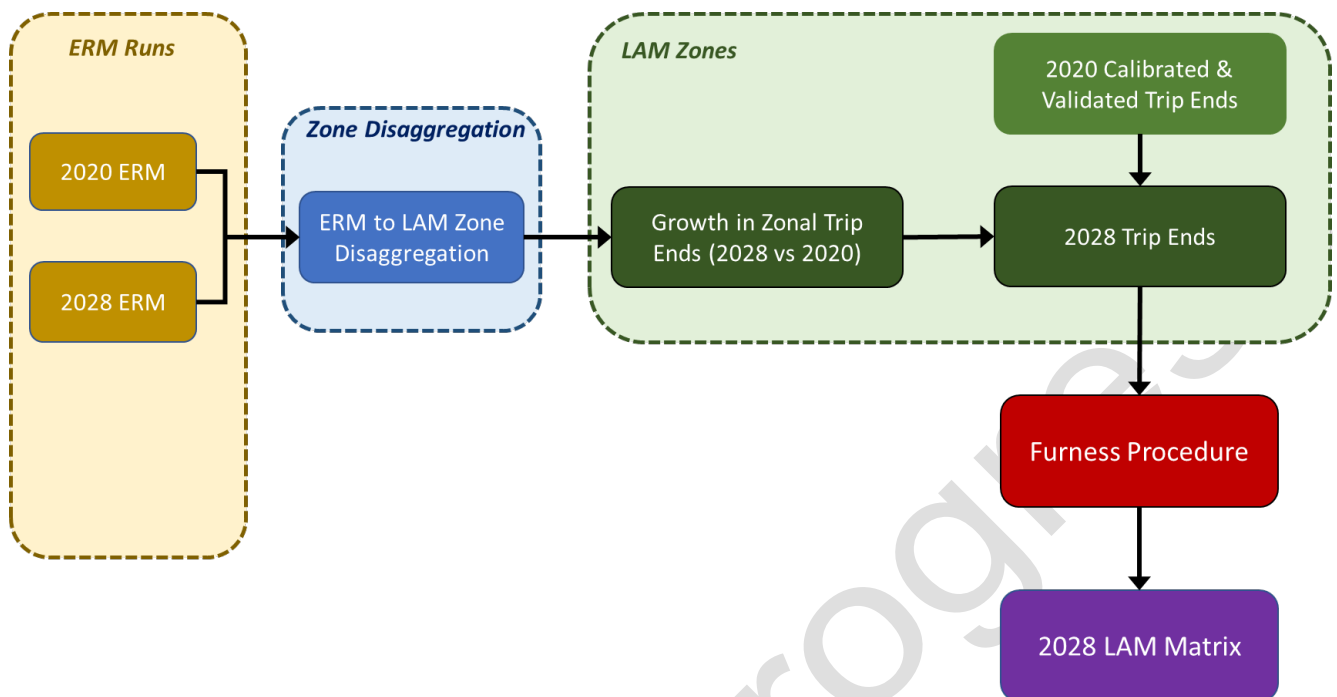 ERM Runs
2020 ERM
2028 ERM
Zone Disaggregation
ERM to LAM Zone
Disaggregation
LAM Zones
2020 Calibrated &
Validated Trip Ends
Growth in Zonal Trip
Ends (2028 vs 2020)
2028 Trip Ends
Furness Procedure
2028 LAM Matrix